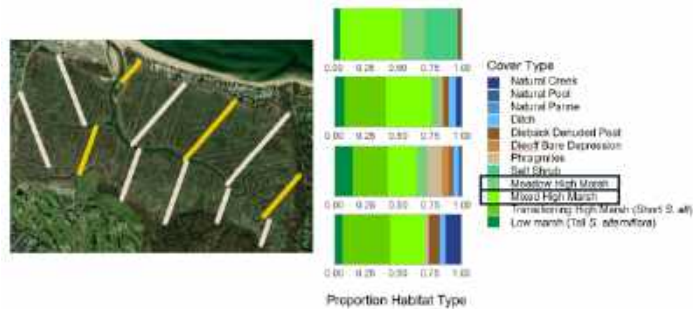 0.00 0.25 0.50 0.75 1.00
0.00 0.25 0.50 0.75 1.00
0.00 0.25 0.50 0.75 1.00
0.00 0.25 0.50 0.75 1.00
Proportion Habitat Type
Cover Type
Natural Creek
Natural Pool
Natural Panne
Ditch
Dieback Denuded Peat
Dieoff Bare Depression
Phragmites
Salt Shrub
Meadow High Marsh
Mixed High Marsh
Transitioning High Marsh (Short S. alt)
Low marsh (Tall S. alterniflora)